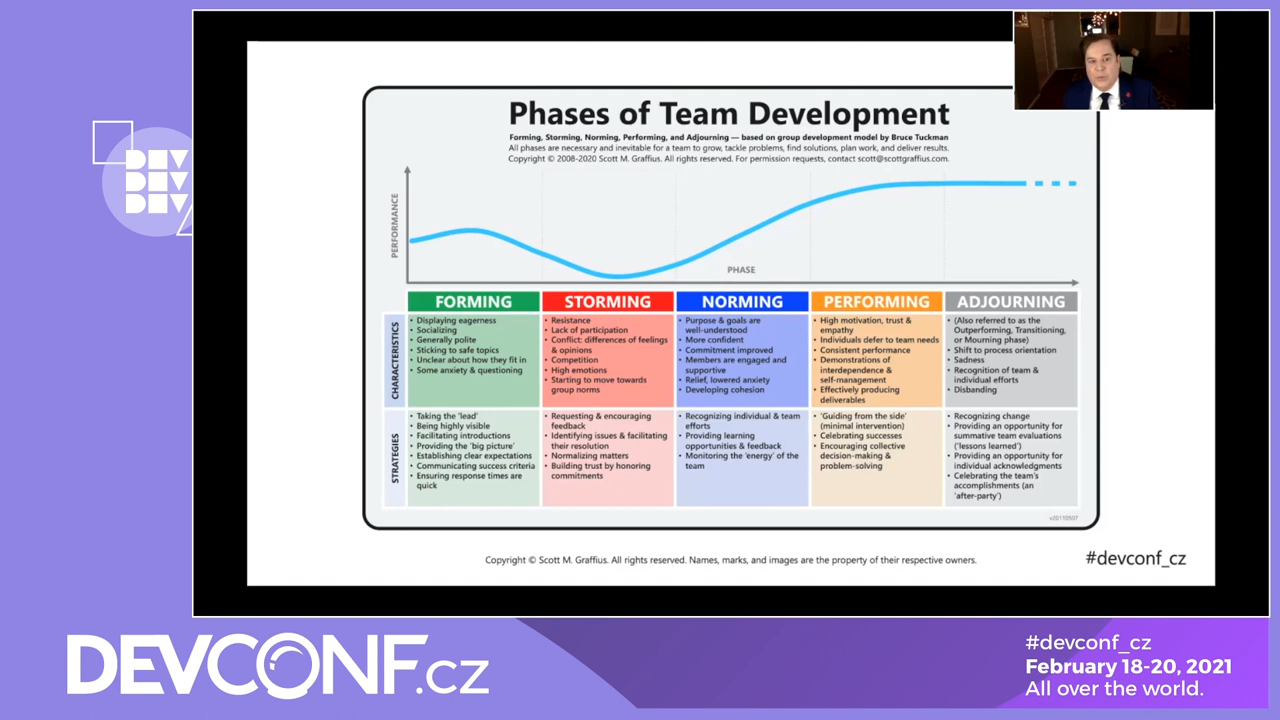 DEV
DEV
DEV
Phases of Team Development
Forming, Storming, Norming, Performing, and Adjourning — based on group development model by Bruce Tuckman
All phases are necessary and inevitable for a team to grow, tackle problems, find solutions, plan work, and deliver results.
Copyright © 2008-2020 Scott M. Graffius. All rights reserved. For permission requests, contact scott@scottgraffius.com.
PERFORMANCE
PHASE
FORMING
STORMING
NORMING
PERFORMING
ADJOURNING
CHARACTERISTICS
• Displaying eagerness
• Socializing
• Generally polite
• Sticking to safe topics
• Unclear about how they fit in
• Some anxiety & questioning
• Resistance
• Lack of participation
• Conflict: differences of feelings
& opinions
• Competition
• High emotions
• Starting to move towards
group norms
• Purpose & goals are
well-understood
• More confident
• Commitment improved
• Members are engaged and
supportive
• Relief, lowered anxiety
• Developing cohesion
• High motivation, trust &
empathy
• Individuals defer to team needs
• Consistent performance
• Demonstrations of
interdependence &
self-management
• Effectively producing
deliverables
• (Also referred to as the
Outperforming, Transitioning,
or Mourning phase)
• Shift to process orientation
• Sadness
• Recognition of team &
individual efforts
• Disbanding
STRATEGIES
• Taking the 'lead'
• Being highly visible
• Facilitating introductions
• Providing the 'big picture'
• Establishing clear expectations
• Communicating success criteria
• Ensuring response times are
quick
• Requesting & encouraging
feedback
• Identifying issues & facilitating
their resolution
• Normalizing matters
• Building trust by honoring
commitments
• Recognizing individual & team
efforts
• Providing learning
opportunities & feedback
• Monitoring the 'energy' of the
team
• 'Guiding from the side'
(minimal intervention)
• Celebrating successes
• Encouraging collective
decision-making &
problem-solving
• Recognizing change
• Providing an opportunity for
summative team evaluations
('lessons learned')
• Providing an opportunity for
individual acknowledgments
• Celebrating the team's
accomplishments (an
'after-party')
Copyright © Scott M. Graffius. All rights reserved. Names, marks, and images are the property of their respective owners.
#devconf_cz
DEVCONF.cz
#devconf_cz
February 18-20, 2021
All over the world.